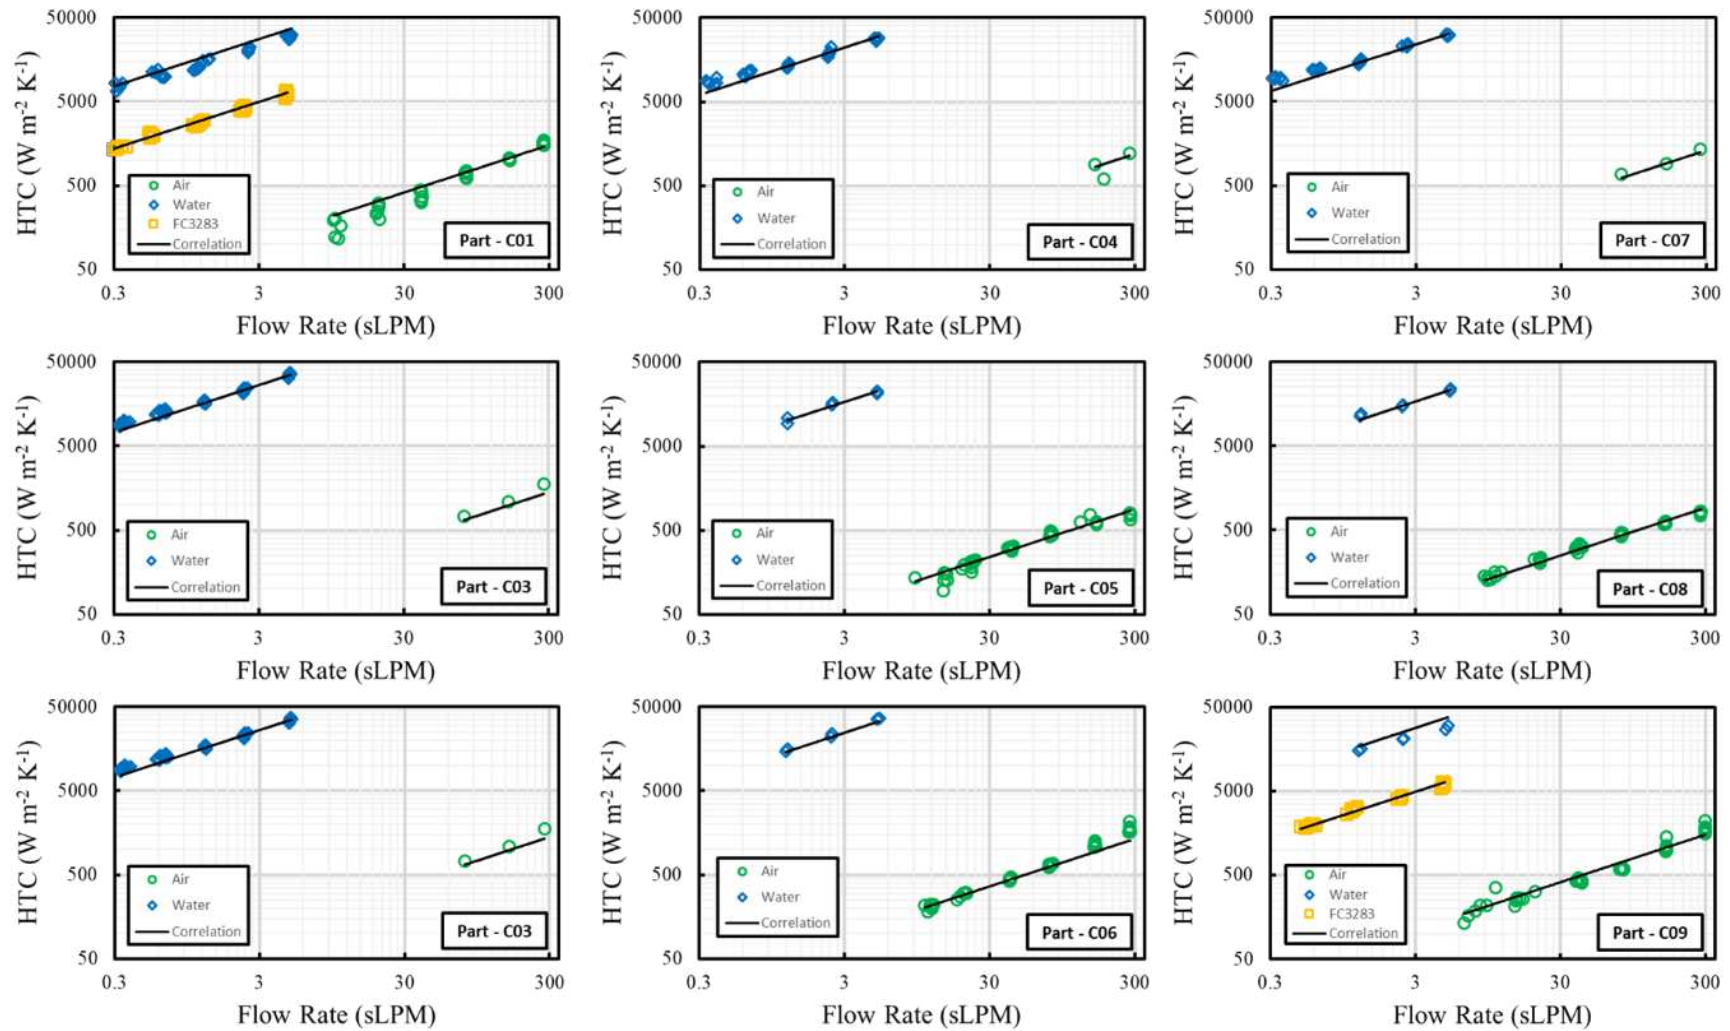 50000
5000
500
50
HTC (W m⁻² K⁻¹)
Air
Water
FC3283
Correlation
Part - C01
0.3 3 30 300
Flow Rate (sLPM)
50000
5000
500
50
HTC (W m⁻² K⁻¹)
Air
Water
Correlation
Part - C04
0.3 3 30 300
Flow Rate (sLPM)
50000
5000
500
50
HTC (W m⁻² K⁻¹)
Air
Water
Correlation
Part - C07
0.3 3 30 300
Flow Rate (sLPM)
50000
5000
500
50
HTC (W m⁻² K⁻¹)
Air
Water
Correlation
Part - C03
0.3 3 30 300
Flow Rate (sLPM)
50000
5000
500
50
HTC (W m⁻² K⁻¹)
Air
Water
Correlation
Part - C05
0.3 3 30 300
Flow Rate (sLPM)
50000
5000
500
50
HTC (W m⁻² K⁻¹)
Air
Water
Correlation
Part - C08
0.3 3 30 300
Flow Rate (sLPM)
50000
5000
500
50
HTC (W m⁻² K⁻¹)
Air
Water
Correlation
Part - C03
0.3 3 30 300
Flow Rate (sLPM)
50000
5000
500
50
HTC (W m⁻² K⁻¹)
Air
Water
Correlation
Part - C06
0.3 3 30 300
Flow Rate (sLPM)
50000
5000
500
50
HTC (W m⁻² K⁻¹)
Air
Water
FC3283
Correlation
Part - C09
0.3 3 30 300
Flow Rate (sLPM)